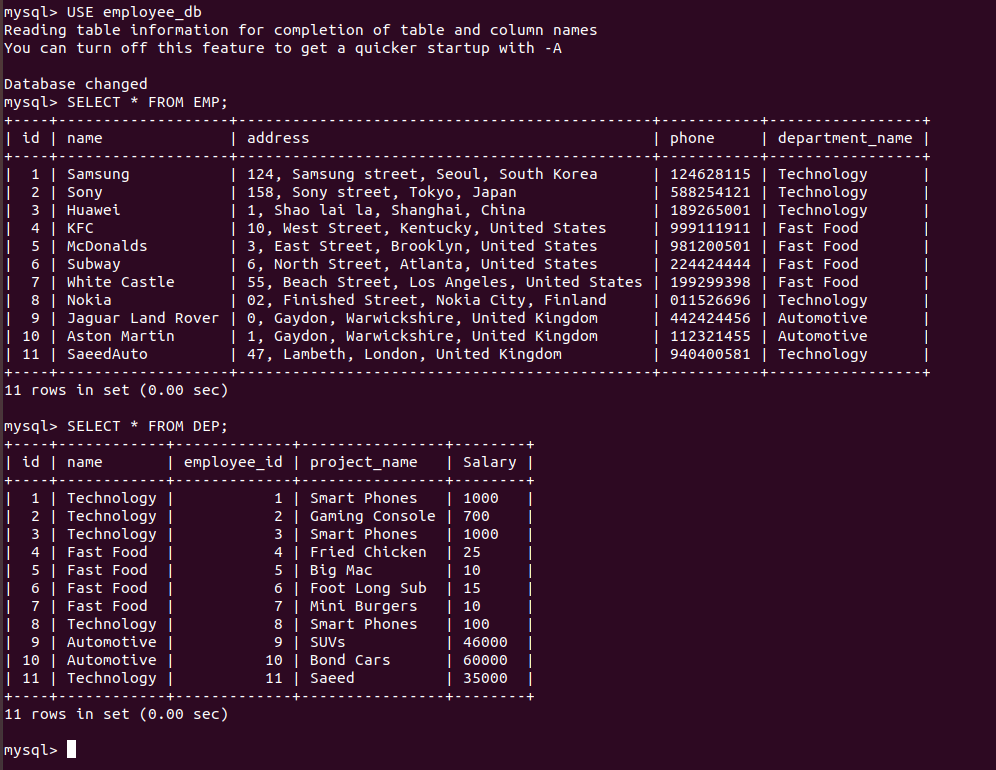 mysql> USE employee_db
Reading table information for completion of table and column names
You can turn off this feature to get a quicker startup with -A

Database changed
mysql> SELECT * FROM EMP;
+----+-------------------+----------------------------------------------+-----------+-----------------+
| id | name              | address                                      | phone     | department_name |
+----+-------------------+----------------------------------------------+-----------+-----------------+
|  1 | Samsung           | 124, Samsung street, Seoul, South Korea      | 124628115 | Technology      |
|  2 | Sony              | 158, Sony street, Tokyo, Japan               | 588254121 | Technology      |
|  3 | Huawei            | 1, Shao lai la, Shanghai, China              | 189265001 | Technology      |
|  4 | KFC               | 10, West Street, Kentucky, United States     | 999111911 | Fast Food       |
|  5 | McDonalds         | 3, East Street, Brooklyn, United States      | 981200501 | Fast Food       |
|  6 | Subway            | 6, North Street, Atlanta, United States      | 224424444 | Fast Food       |
|  7 | White Castle      | 55, Beach Street, Los Angeles, United States | 199299398 | Fast Food       |
|  8 | Nokia             | 02, Finished Street, Nokia City, Finland     | 011526696 | Technology      |
|  9 | Jaguar Land Rover | 0, Gaydon, Warwickshire, United Kingdom      | 442424456 | Automotive      |
| 10 | Aston Martin      | 1, Gaydon, Warwickshire, United Kingdom      | 112321455 | Automotive      |
| 11 | SaeedAuto         | 47, Lambeth, London, United Kingdom          | 940400581 | Technology      |
+----+-------------------+----------------------------------------------+-----------+-----------------+
11 rows in set (0.00 sec)

mysql> SELECT * FROM DEP;
+----+------------+-------------+----------------+--------+
| id | name       | employee_id | project_name   | Salary |
+----+------------+-------------+----------------+--------+
|  1 | Technology |           1 | Smart Phones   | 1000   |
|  2 | Technology |           2 | Gaming Console | 700    |
|  3 | Technology |           3 | Smart Phones   | 1000   |
|  4 | Fast Food  |           4 | Fried Chicken  | 25     |
|  5 | Fast Food  |           5 | Big Mac        | 10     |
|  6 | Fast Food  |           6 | Foot Long Sub  | 15     |
|  7 | Fast Food  |           7 | Mini Burgers   | 10     |
|  8 | Technology |           8 | Smart Phones   | 100    |
|  9 | Automotive |           9 | SUVs           | 46000  |
| 10 | Automotive |          10 | Bond Cars      | 60000  |
| 11 | Technology |          11 | Saeed          | 35000  |
+----+------------+-------------+----------------+--------+
11 rows in set (0.00 sec)

mysql>